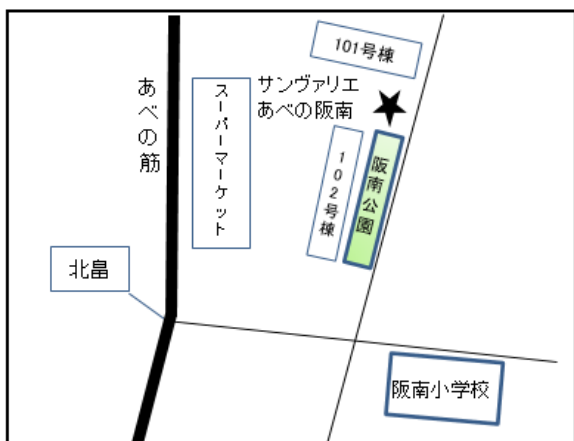 101号棟
サンヴァリエ
あべの阪南
あべの筋
スーパーマーケット
102号棟
阪南公園
北畠
阪南小学校